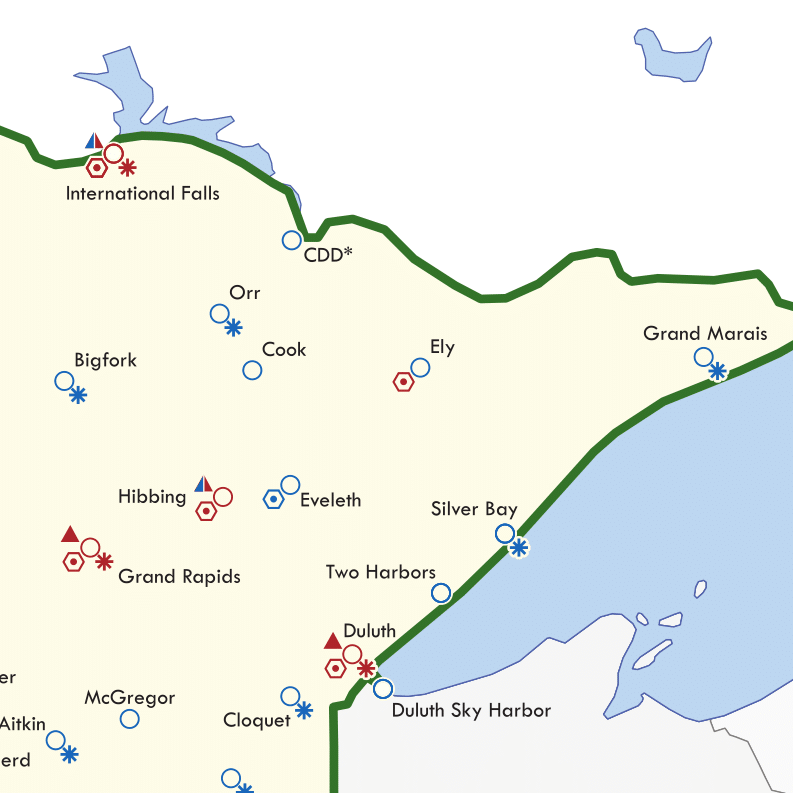 International Falls
CDD*
Orr
Cook
Ely
Grand Marais
Bigfork
Hibbing
Eveleth
Silver Bay
Grand Rapids
Two Harbors
Duluth
er
McGregor
Cloquet
Duluth Sky Harbor
Aitkin
erd